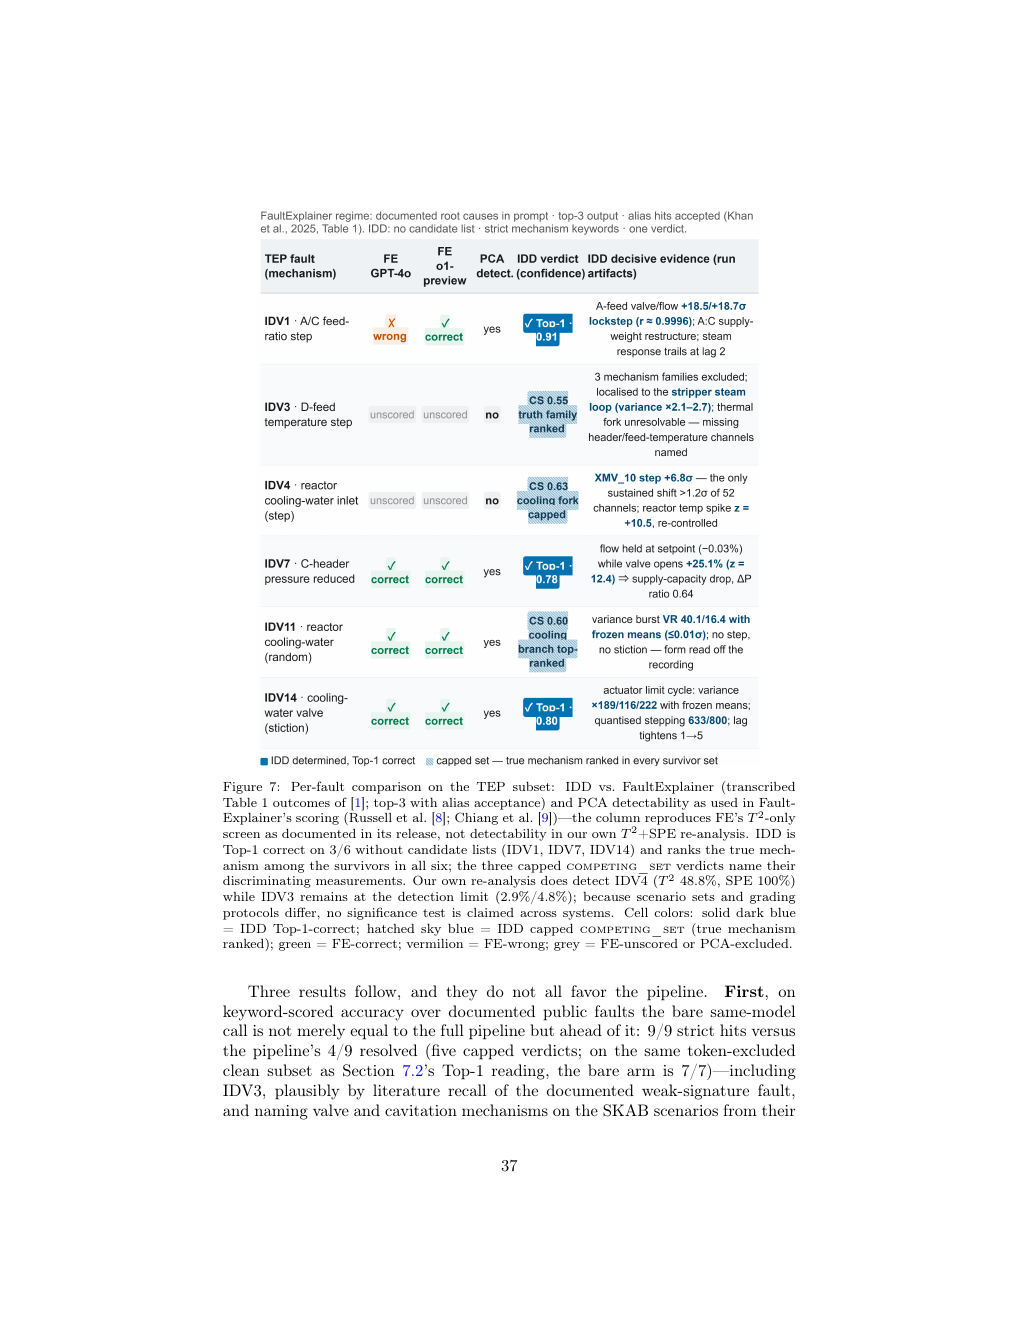 FaultExplainer regime: documented root causes in prompt · top-3 output · alias hits accepted (Khan
et al., 2025, Table 1). IDD: no candidate list · strict mechanism keywords · one verdict.
TEP fault (mechanism) FE GPT-4o FE o1-preview PCA detect. IDD verdict (confidence) IDD decisive evidence (run artifacts)
IDV1 · A/C feed-
ratio step
✗
wrong
✓
correct
yes
✓ Top-1 ·
0.91
A-feed valve/flow +18.5/+18.7σ
lockstep (r ≈ 0.9996); A:C supply-
weight restructure; steam
response trails at lag 2
IDV3 · D-feed
temperature step
unscored
unscored
no
CS 0.55
truth family
ranked
3 mechanism families excluded;
localised to the stripper steam
loop (variance ×2.1–2.7); thermal
fork unresolvable — missing
header/feed-temperature channels
named
IDV4 · reactor
cooling-water inlet
(step)
unscored
unscored
no
CS 0.63
cooling fork
capped
XMV_10 step +6.8σ — the only
sustained shift >1.2σ of 52
channels; reactor temp spike z =
+10.5, re-controlled
IDV7 · C-header
pressure reduced
✓
correct
✓
correct
yes
✓ Top-1 ·
0.78
flow held at setpoint (−0.03%)
while valve opens +25.1% (z =
12.4) ⇒ supply-capacity drop, ΔP
ratio 0.64
IDV11 · reactor
cooling-water
(random)
✓
correct
✓
correct
yes
CS 0.60
cooling
branch top-
ranked
variance burst VR 40.1/16.4 with
frozen means (≤0.01σ); no step,
no stiction — form read off the
recording
IDV14 · cooling-
water valve
(stiction)
✓
correct
✓
correct
yes
✓ Top-1 ·
0.80
actuator limit cycle: variance
×189/116/222 with frozen means;
quantised stepping 633/800; lag
tightens 1→5
IDD determined, Top-1 correct capped set — true mechanism ranked in every survivor set
Figure 7: Per-fault comparison on the TEP subset: IDD vs. FaultExplainer (transcribed
Table 1 outcomes of [1]; top-3 with alias acceptance) and PCA detectability as used in Fault-
Explainer's scoring (Russell et al. [8]; Chiang et al. [9])—the column reproduces FE's T²-only
screen as documented in its release, not detectability in our own T²+SPE re-analysis. IDD is
Top-1 correct on 3/6 without candidate lists (IDV1, IDV7, IDV14) and ranks the true mech-
anism among the survivors in all six; the three capped COMPETING_SET verdicts name their
discriminating measurements. Our own re-analysis does detect IDV4 (T² 48.8%, SPE 100%)
while IDV3 remains at the detection limit (2.9%/4.8%); because scenario sets and grading
protocols differ, no significance test is claimed across systems. Cell colors: solid dark blue
= IDD Top-1-correct; hatched sky blue = IDD capped COMPETING_SET (true mechanism
ranked); green = FE-correct; vermilion = FE-wrong; grey = FE-unscored or PCA-excluded.
Three results follow, and they do not all favor the pipeline. First, on
keyword-scored accuracy over documented public faults the bare same-model
call is not merely equal to the full pipeline but ahead of it: 9/9 strict hits versus
the pipeline's 4/9 resolved (five capped verdicts; on the same token-excluded
clean subset as Section 7.2's Top-1 reading, the bare arm is 7/7)—including
IDV3, plausibly by literature recall of the documented weak-signature fault,
and naming valve and cavitation mechanisms on the SKAB scenarios from their
37